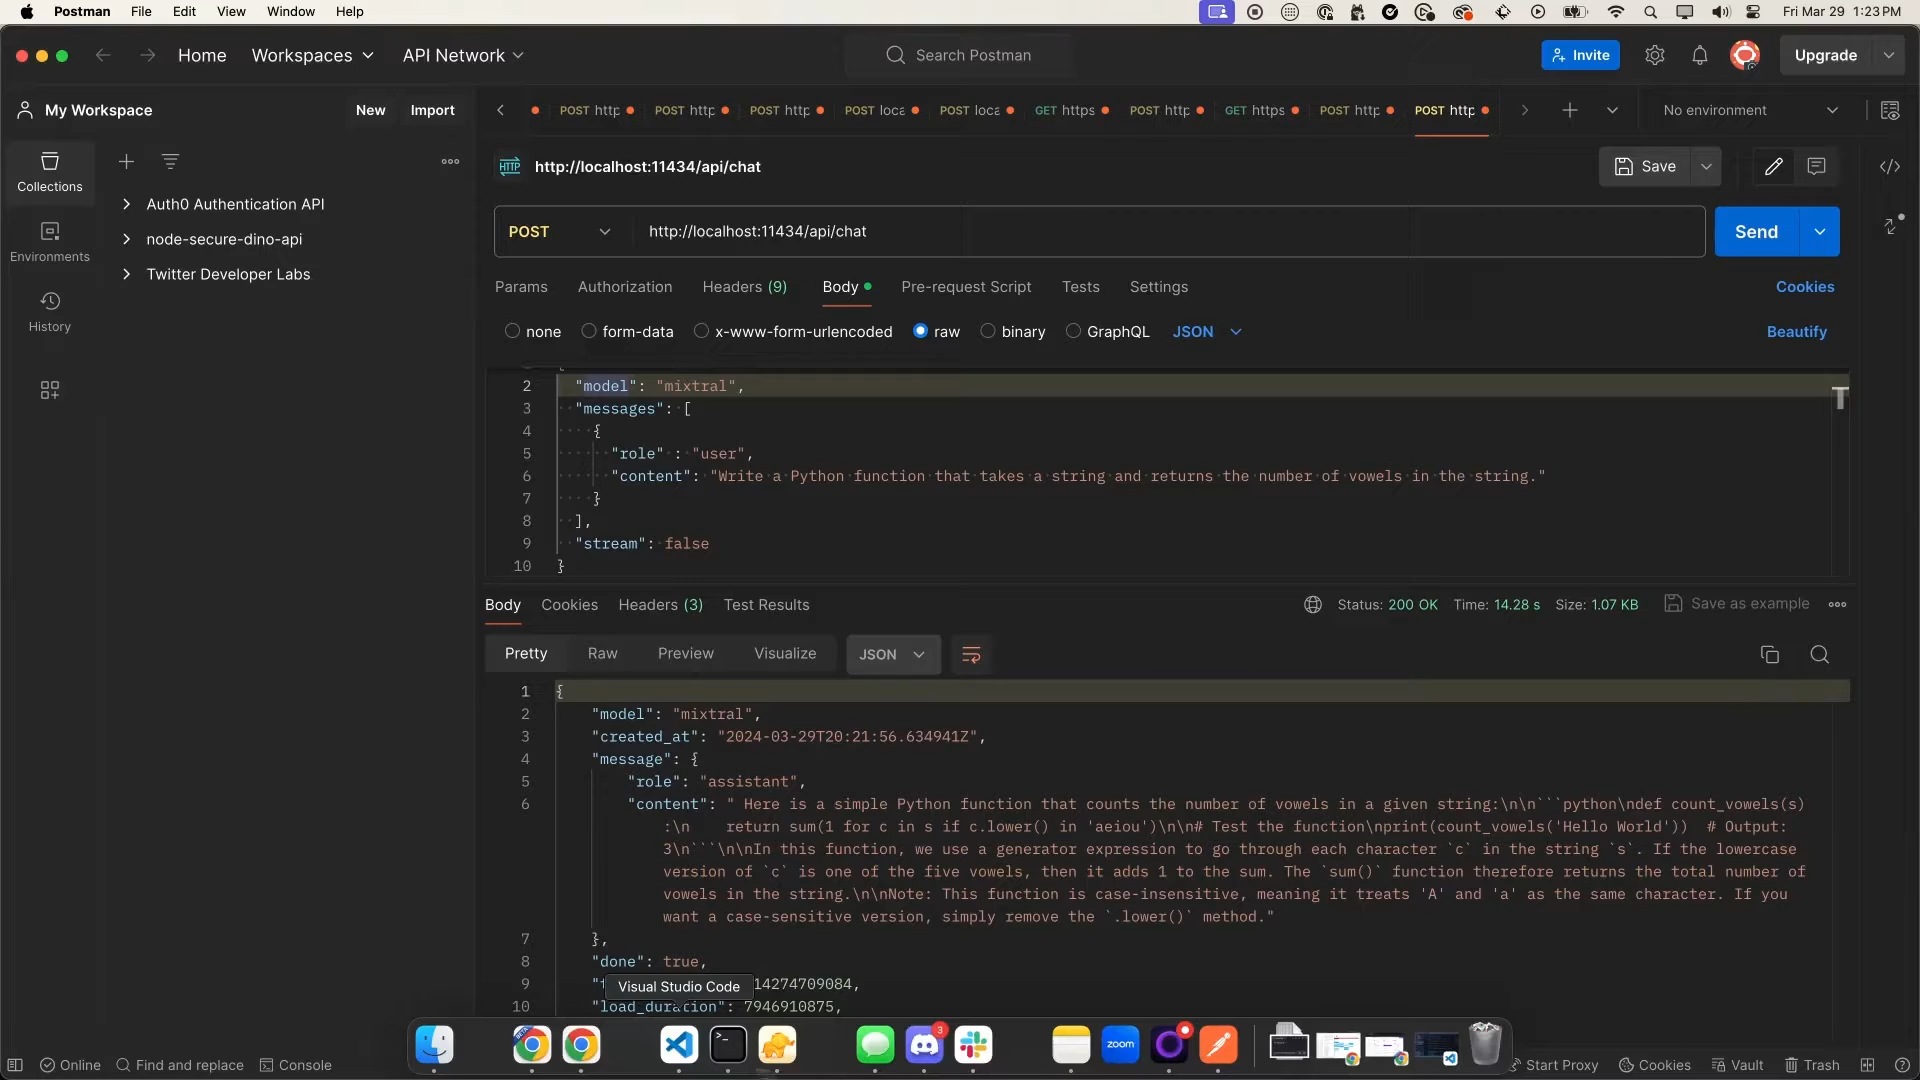 Postman File Edit View Window Help Fri Mar 29 1:23 PM
Home Workspaces API Network Search Postman Invite Upgrade
My Workspace New Import POST http POST http POST http POST loca POST loca GET https POST http GET https POST http POST http No environment
Collections
Environments
History
Auth0 Authentication API
node-secure-dino-api
Twitter Developer Labs
HTTP http://localhost:11434/api/chat Save
POST http://localhost:11434/api/chat Send
Params Authorization Headers (9) Body Pre-request Script Tests Settings Cookies
none form-data x-www-form-urlencoded raw binary GraphQL JSON Beautify
2 "model": "mixtral",
3 "messages": [
4 {
5 "role" : "user",
6 "content": "Write a Python function that takes a string and returns the number of vowels in the string."
7 }
8 ],
9 "stream": false
10 }
Body Cookies Headers (3) Test Results Status: 200 OK Time: 14.28 s Size: 1.07 KB Save as example
Pretty Raw Preview Visualize JSON
1 {
2 "model": "mixtral",
3 "created_at": "2024-03-29T20:21:56.634941Z",
4 "message": {
5 "role": "assistant",
6 "content": " Here is a simple Python function that counts the number of vowels in a given string:\n\n```python\ndef count_vowels(s)
:\n    return sum(1 for c in s if c.lower() in 'aeiou')\n\n# Test the function\nprint(count_vowels('Hello World'))  # Output:
3\n```\n\nIn this function, we use a generator expression to go through each character `c` in the string `s`. If the lowercase
version of `c` is one of the five vowels, then it adds 1 to the sum. The `sum()` function therefore returns the total number of
vowels in the string.\n\nNote: This function is case-insensitive, meaning it treats 'A' and 'a' as the same character. If you
want a case-sensitive version, simply remove the `.lower()` method."
7 },
8 "done": true,
9 14274709084,
Visual Studio Code
10 "load_duration": 7946910875,
BETA 3 zoom
Online Find and replace Console Start Proxy Cookies Vault Trash